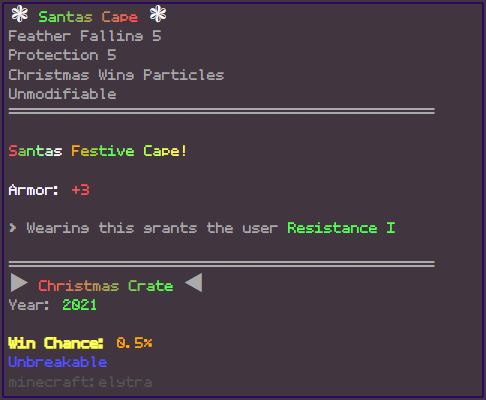 ❃ Santas Cape ❃
Feather Falling 5
Protection 5
Christmas Wing Particles
Unmodifiable
Santas Festive Cape!
Armor: +3
> Wearing this grants the user Resistance I
▶ Christmas Crate ◀
Year: 2021
Win Chance: 0.5%
Unbreakable
minecraft:elytra